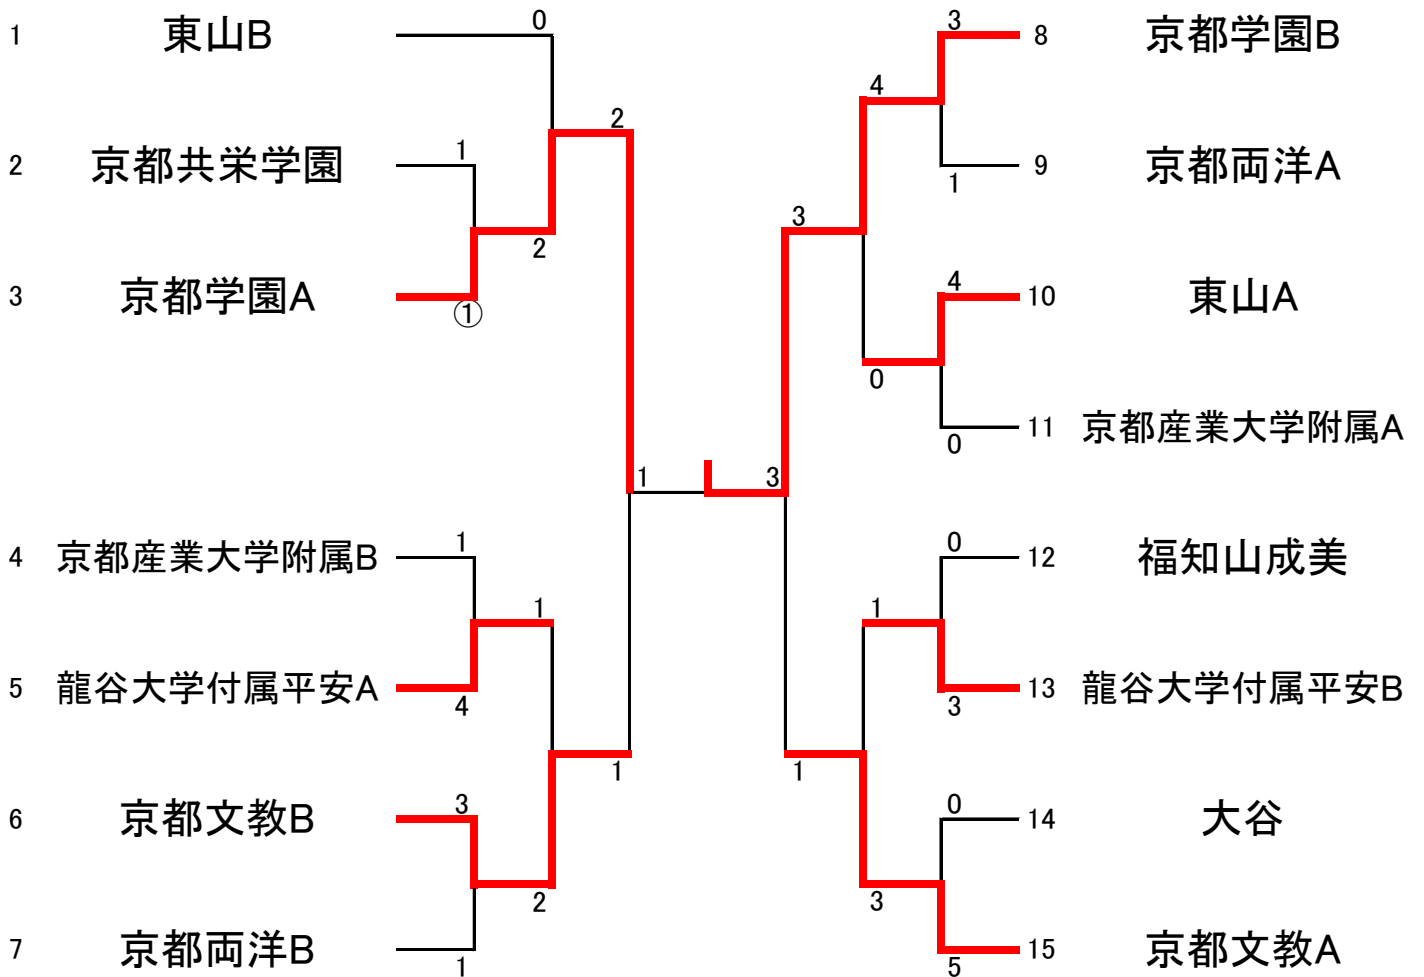 1 東山B 0
2 京都共栄学園 1
3 京都学園A ①
2
2
4 京都産業大学附属B 1
5 龍谷大学付属平安A 4
1
6 京都文教B 3
7 京都両洋B 1
2
1
1
3
3 8 京都学園B
1 9 京都両洋A
4
3
4 10 東山A
0 11 京都産業大学附属A
0
0 12 福知山成美
3 13 龍谷大学付属平安B
1
1
0 14 大谷
5 15 京都文教A
3